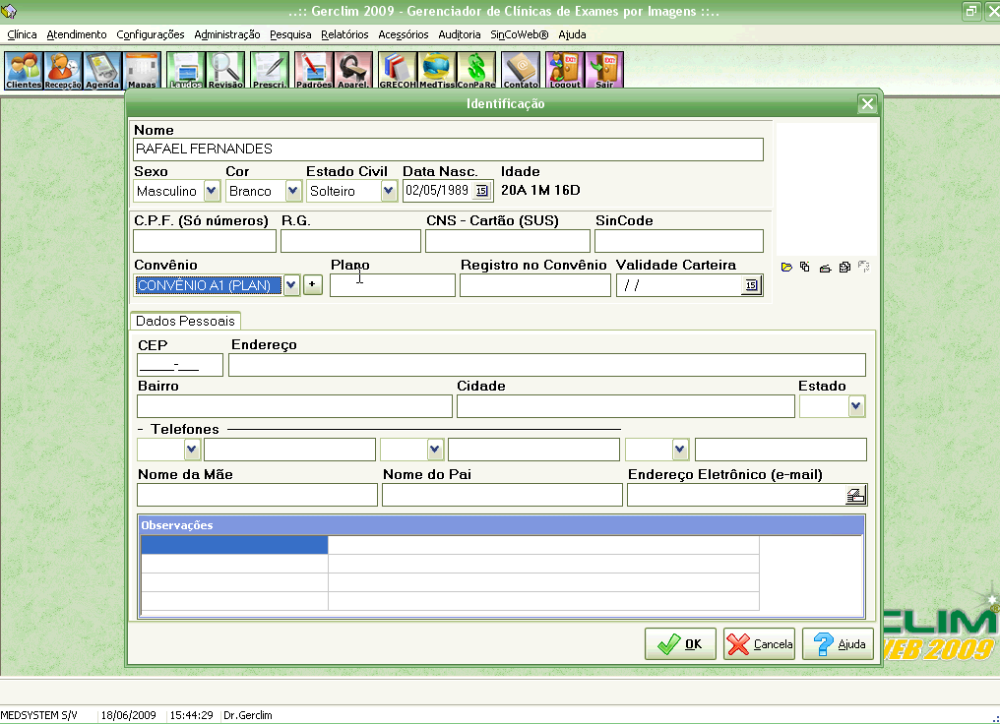 ..:: Gerclim 2009 - Gerenciador de Clínicas de Exames por Imagens ::..
Clínica Atendimento Configurações Administração Pesquisa Relatórios Acessórios Auditoria SinCoWeb® Ajuda
Clientes Recepção Agenda Mapas Laudos Revisão Prescri. Padrões Aparel. GRECOH MedTiss ConPaRe Contato Logout Sair
Identificação
Nome
RAFAEL FERNANDES
Sexo Cor Estado Civil Data Nasc. Idade
Masculino Branco Solteiro 02/05/1989 15 20A 1M 16D
C.P.F. (Só números) R.G. CNS - Cartão (SUS) SinCode
Convênio Plano Registro no Convênio Validade Carteira
CONVÊNIO A1 (PLAN) + / / 15
Dados Pessoais
CEP Endereço
_____-___
Bairro Cidade Estado
- Telefones
Nome da Mãe Nome do Pai Endereço Eletrônico (e-mail)
Observações
CLIM®
WEB 2009
OK Cancela Ajuda
MEDSYSTEM S/V 18/06/2009 15:44:29 Dr.Gerclim